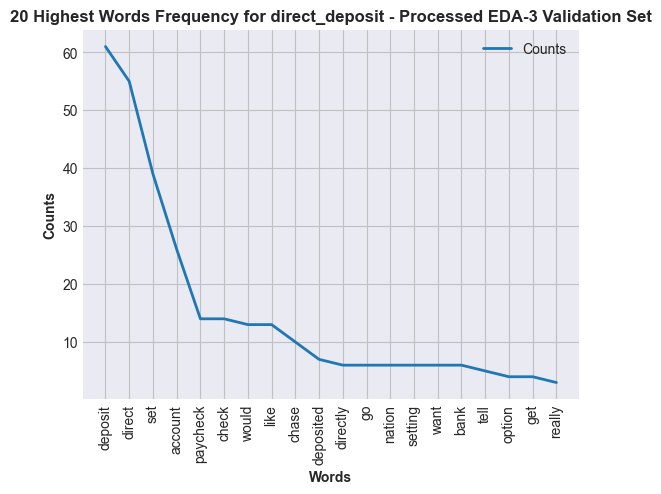 20 Highest Words Frequency for direct_deposit - Processed EDA-3 Validation Set
Counts
60
50
40
30
20
10
Counts
deposit
direct
set
account
paycheck
check
would
like
chase
deposited
directly
go
nation
setting
want
bank
tell
option
get
really
Words